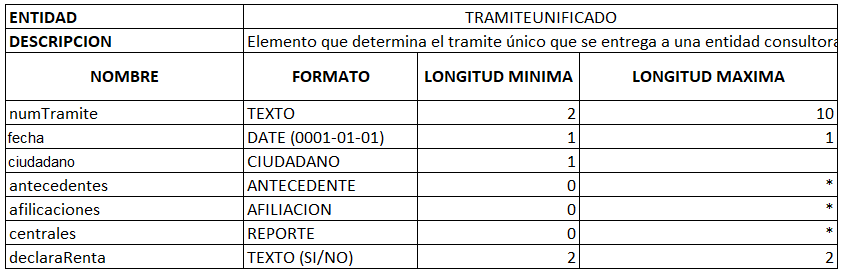 ENTIDAD TRAMITEUNIFICADO
DESCRIPCION Elemento que determina el tramite único que se entrega a una entidad consultora
NOMBRE FORMATO LONGITUD MINIMA LONGITUD MAXIMA
numTramite TEXTO 2 10
fecha DATE (0001-01-01) 1 1
ciudadano CIUDADANO 1
antecedentes ANTECEDENTE 0 *
afilicaciones AFILIACION 0 *
centrales REPORTE 0 *
declaraRenta TEXTO (SI/NO) 2 2